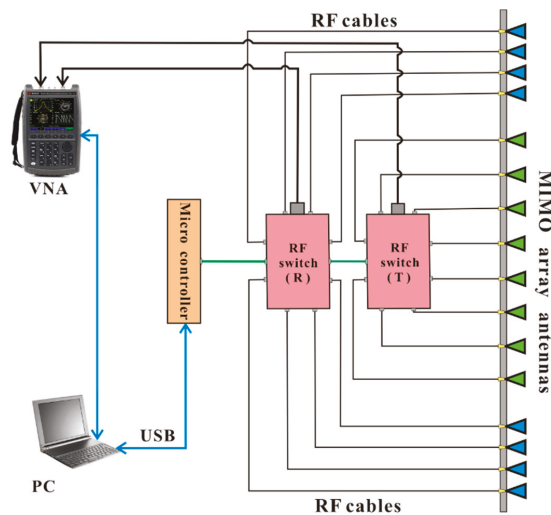 RF cables
VNA
Micro controller
RF
switch
(R)
RF
switch
(T)
MIMO array antennas
USB
PC
RF cables